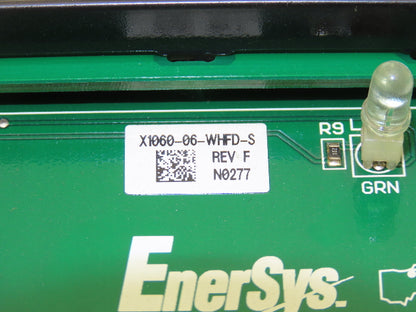 X1060-06-WHFD-S
REV F
N0277
R9 L
GRN
EnerSys.